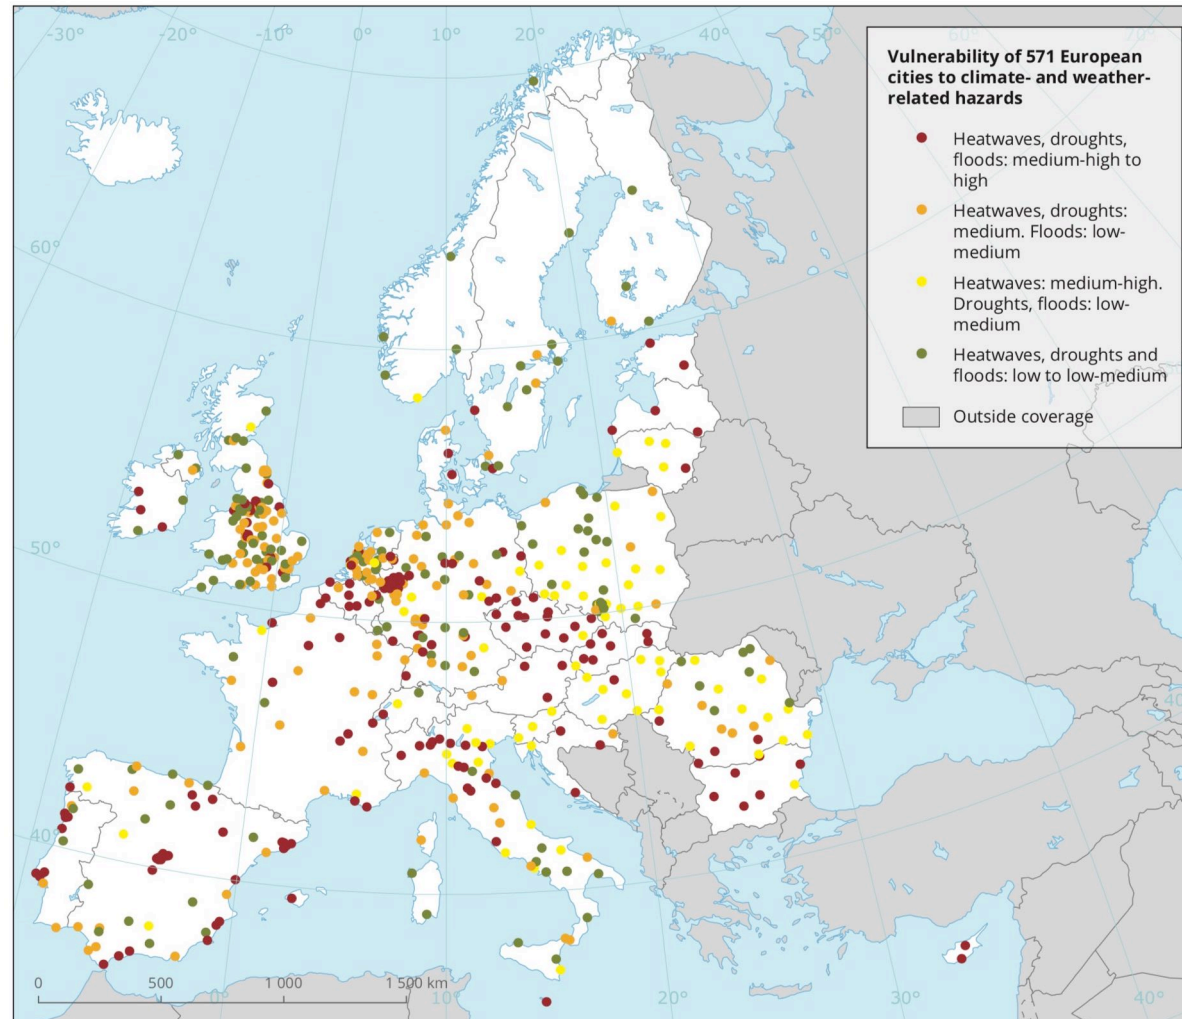 -30°
-20°
-10°
0°
10°
20°
30°
40°
50°
60°
70°
Vulnerability of 571 European
cities to climate- and weather-
related hazards
Heatwaves, droughts,
floods: medium-high to
high
Heatwaves, droughts:
medium. Floods: low-
medium
Heatwaves: medium-high.
Droughts, floods: low-
medium
Heatwaves, droughts and
floods: low to low-medium
Outside coverage
60°
50°
40°
40
0 500 1 000 1 500 km
0°
10°
20°
30°
40°